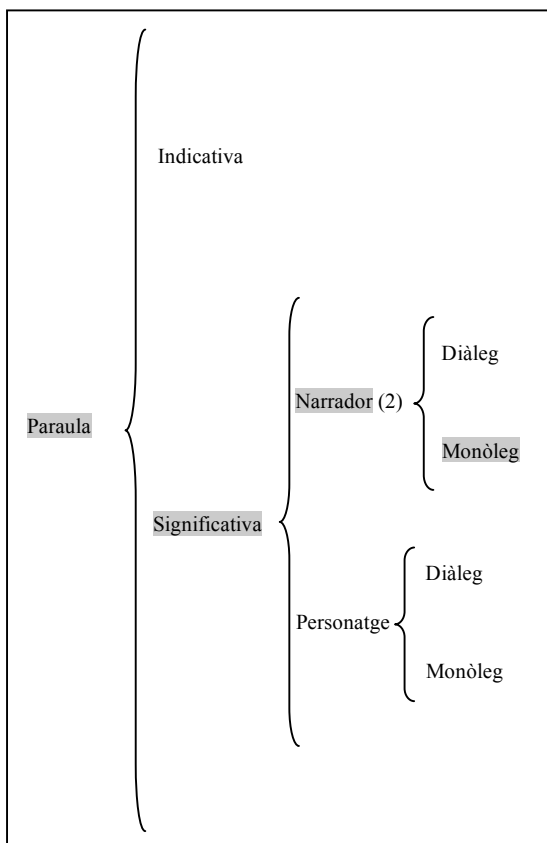 Indicativa
Diàleg
Narrador (2)
Paraula
Monòleg
Significativa
Diàleg
Personatge
Monòleg